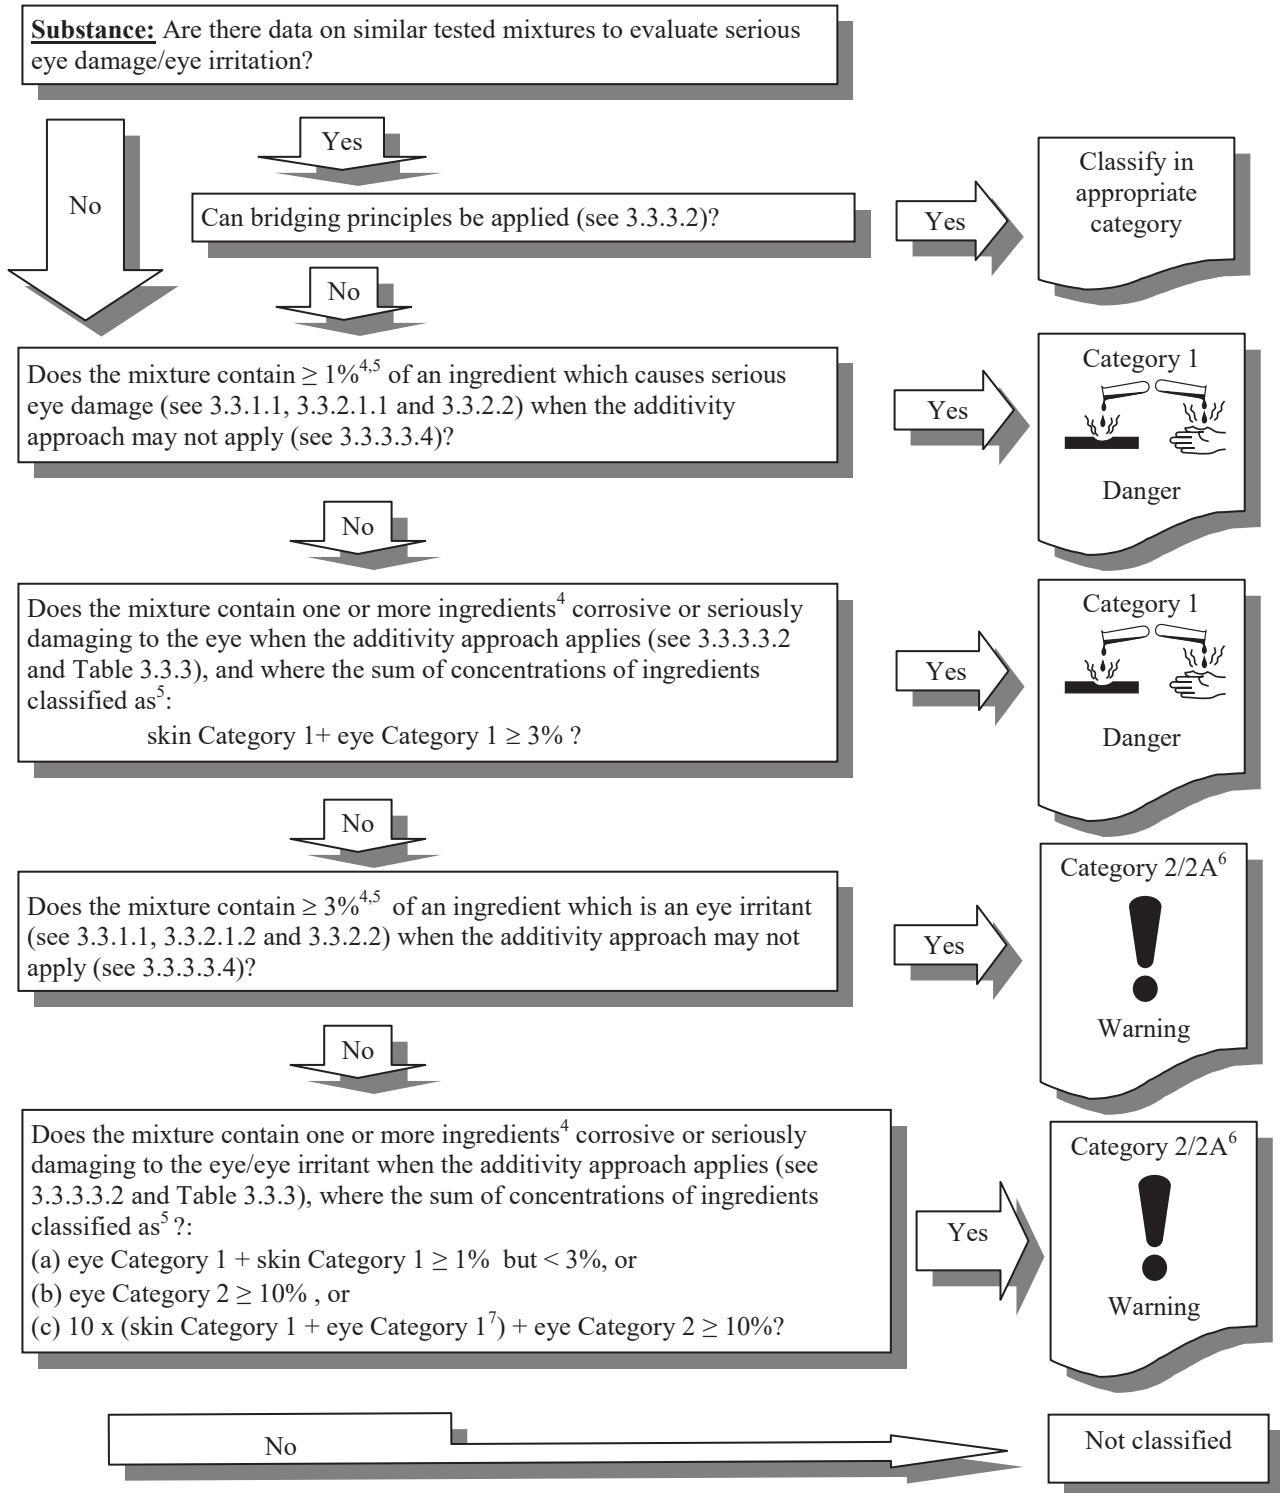 Substance: Are there data on similar tested mixtures to evaluate serious
eye damage/eye irritation?
Yes
No
Can bridging principles be applied (see 3.3.3.2)?
Yes
Classify in
appropriate
category
No
Does the mixture contain ≥ 1%4,5 of an ingredient which causes serious
eye damage (see 3.3.1.1, 3.3.2.1.1 and 3.3.2.2) when the additivity
approach may not apply (see 3.3.3.3.4)?
Yes
Category 1
Danger
No
Does the mixture contain one or more ingredients4 corrosive or seriously
damaging to the eye when the additivity approach applies (see 3.3.3.3.2
and Table 3.3.3), and where the sum of concentrations of ingredients
classified as5:
skin Category 1+ eye Category 1 ≥ 3% ?
Yes
Category 1
Danger
No
Does the mixture contain ≥ 3%4,5 of an ingredient which is an eye irritant
(see 3.3.1.1, 3.3.2.1.2 and 3.3.2.2) when the additivity approach may not
apply (see 3.3.3.3.4)?
Yes
Category 2/2A6
Warning
No
Does the mixture contain one or more ingredients4 corrosive or seriously
damaging to the eye/eye irritant when the additivity approach applies (see
3.3.3.3.2 and Table 3.3.3), where the sum of concentrations of ingredients
classified as5 ?:
(a) eye Category 1 + skin Category 1 ≥ 1% but < 3%, or
(b) eye Category 2 ≥ 10% , or
(c) 10 x (skin Category 1 + eye Category 17) + eye Category 2 ≥ 10%?
Yes
Category 2/2A6
Warning
No
Not classified